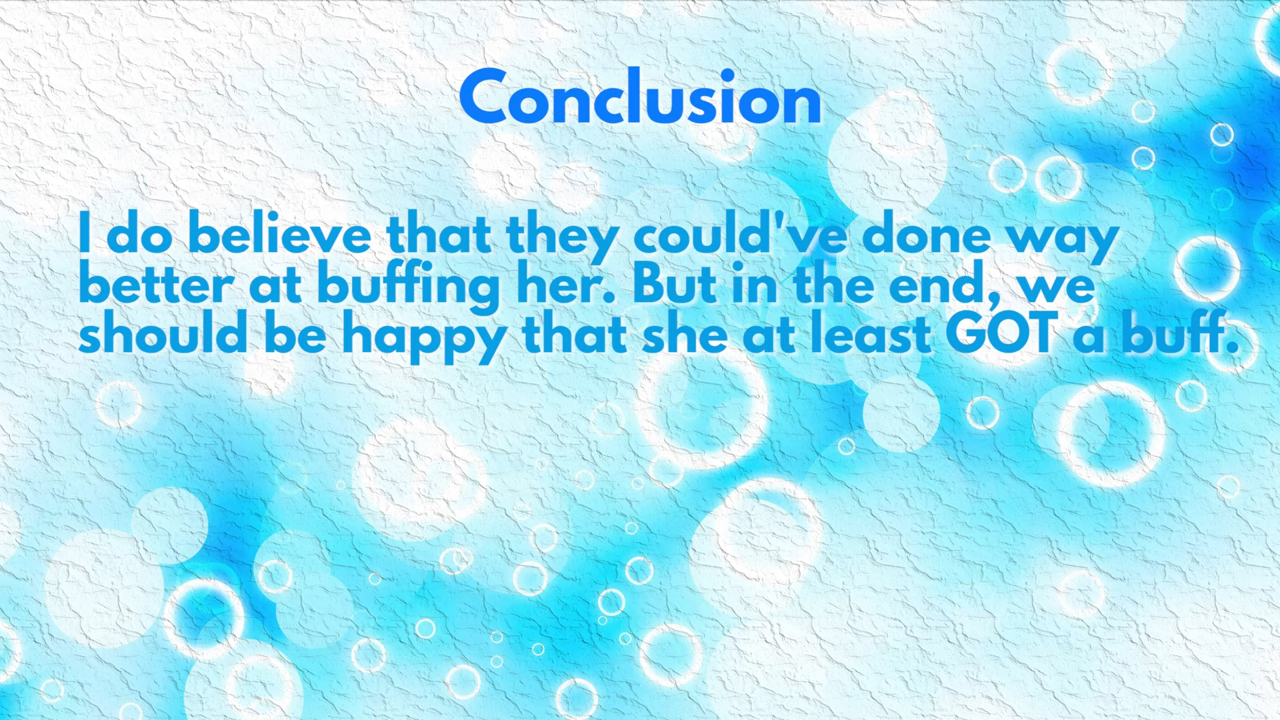 Conclusion
I do believe that they could've done way
better at buffing her. But in the end, we
should be happy that she at least GOT a buff.